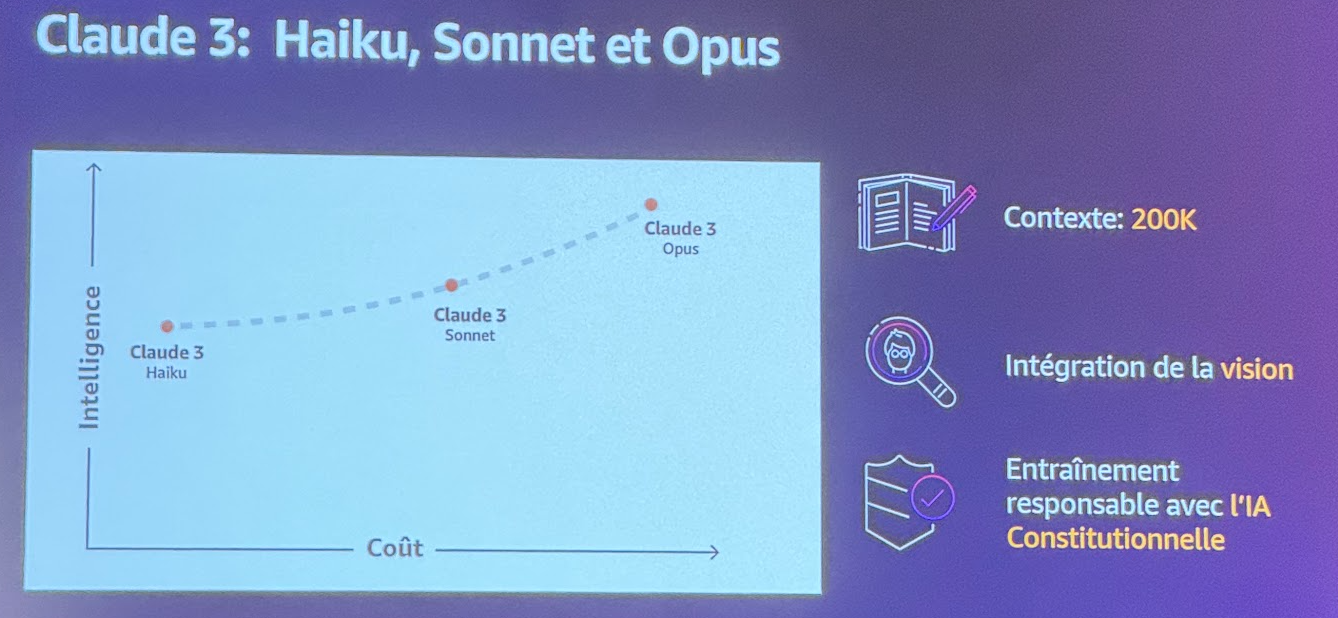 Claude 3: Haiku, Sonnet et Opus
Intelligence
Claude 3
Haiku
Claude 3
Sonnet
Claude 3
Opus
Coût
Contexte: 200K
Intégration de la vision
Entraînement
responsable avec l'IA
Constitutionnelle